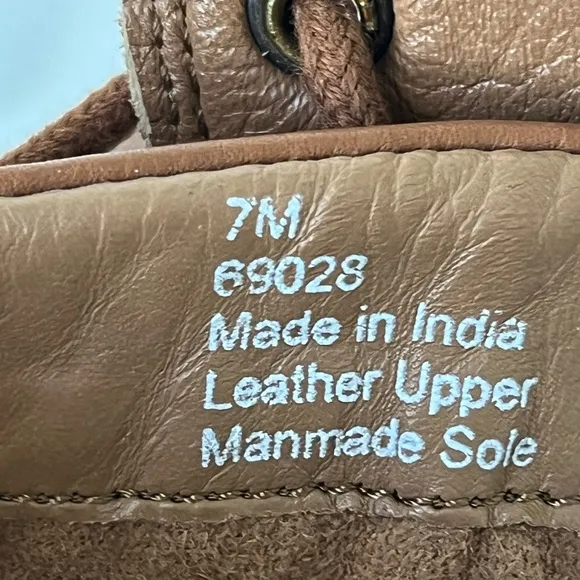 7M
69028
Made in India
Leather Upper
Manmade Sole